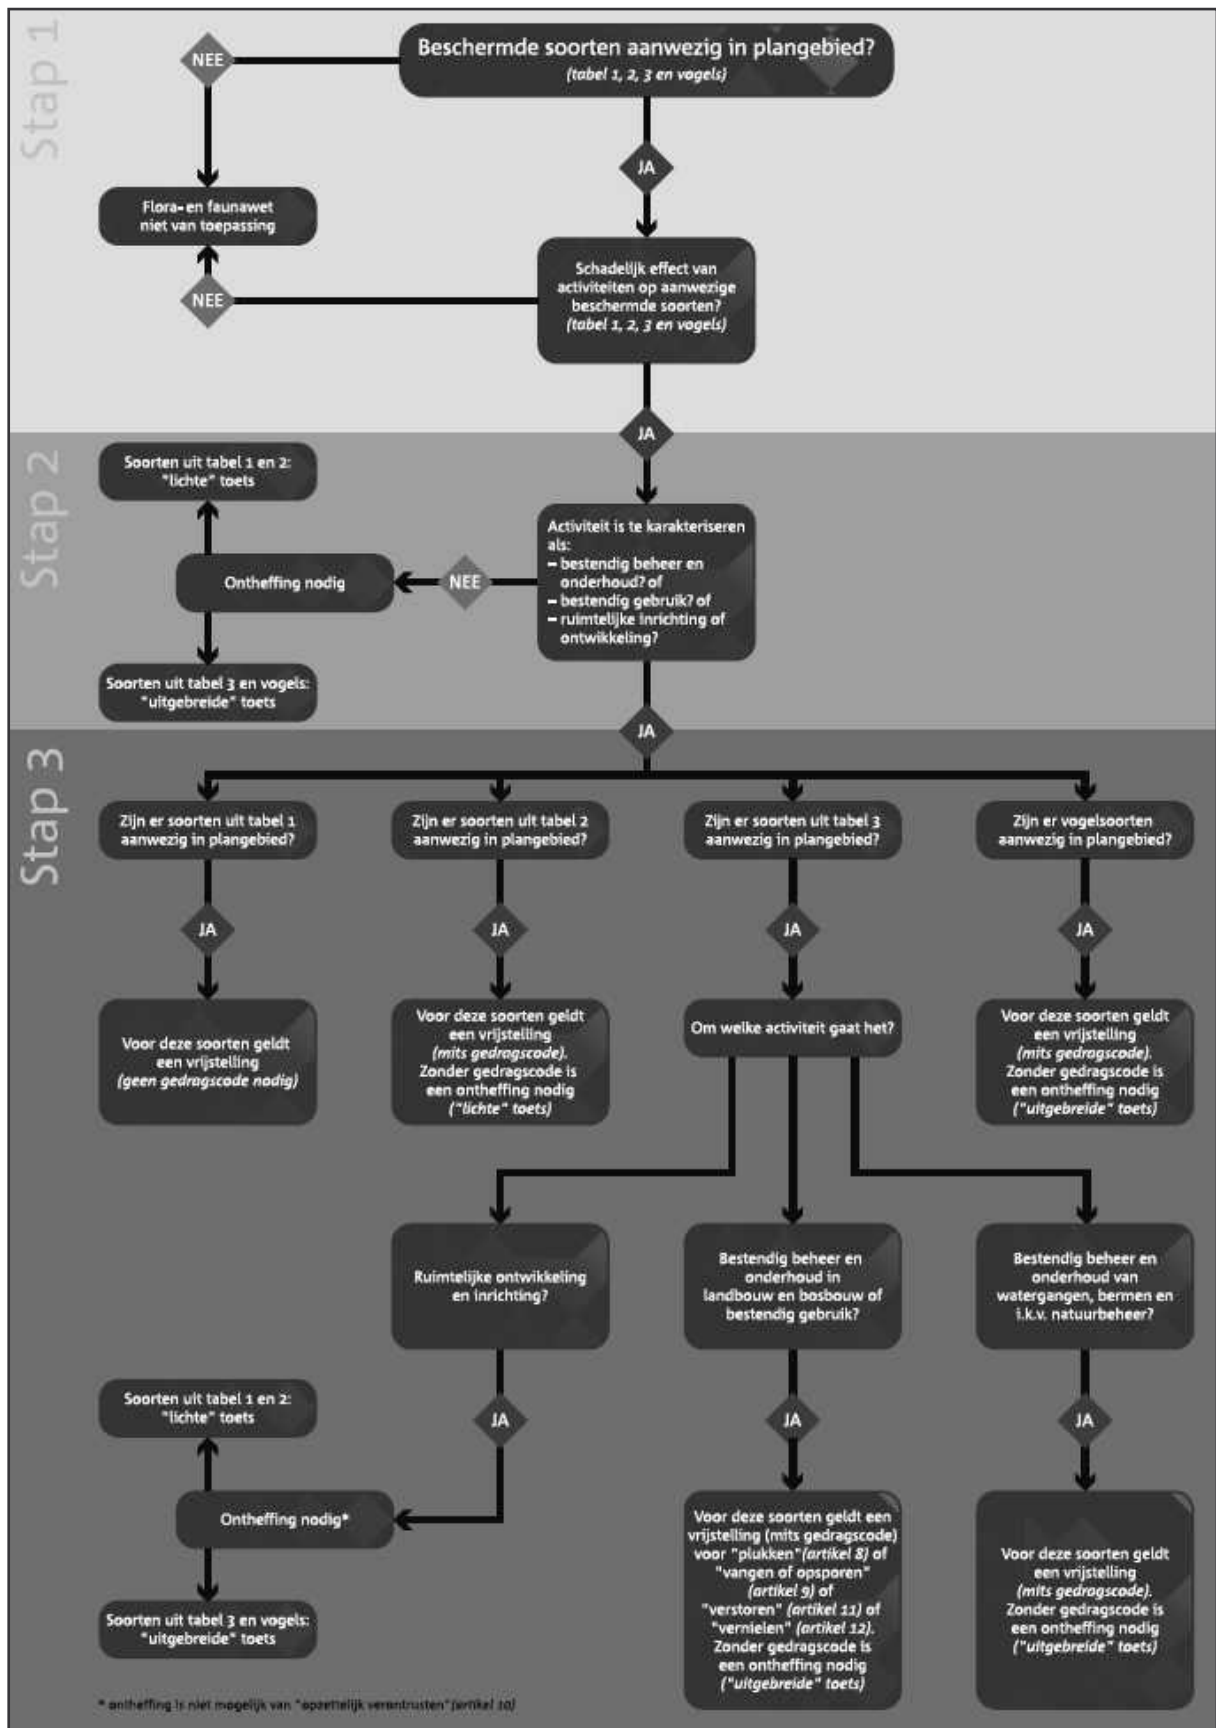 Stap 1
Beschermde soorten aanwezig in plangebied?
(tabel 1, 2, 3 en vogels)
NEE
JA
Flora- en faunawet
niet van toepassing
Schadelijk effect van
activiteiten op aanwezige
beschermde soorten?
(tabel 1, 2, 3 en vogels)
NEE
JA
Stap 2
Soorten uit tabel 1 en 2:
"lichte" toets
Activiteit is te karakteriseren
als:
– bestendig beheer en
onderhoud? of
– bestendig gebruik? of
– ruimtelijke inrichting of
ontwikkeling?
NEE
Ontheffing nodig
Soorten uit tabel 3 en vogels:
"uitgebreide" toets
JA
Stap 3
Zijn er soorten uit tabel 1
aanwezig in plangebied?
Zijn er soorten uit tabel 2
aanwezig in plangebied?
Zijn er soorten uit tabel 3
aanwezig in plangebied?
Zijn er vogelsoorten
aanwezig in plangebied?
JA
JA
JA
JA
Voor deze soorten geldt
een vrijstelling
(geen gedragscode nodig)
Voor deze soorten geldt
een vrijstelling
(mits gedragscode).
Zonder gedragscode is
een ontheffing nodig
("lichte" toets)
Om welke activiteit gaat het?
Voor deze soorten geldt
een vrijstelling
(mits gedragscode).
Zonder gedragscode is
een ontheffing nodig
("uitgebreide" toets)
Ruimtelijke ontwikkeling
en inrichting?
Bestendig beheer en
onderhoud in
landbouw en bosbouw of
bestendig gebruik?
Bestendig beheer en
onderhoud van
watergangen, bermen en
i.k.v. natuurbeheer?
JA
JA
JA
Soorten uit tabel 1 en 2:
"lichte" toets
Ontheffing nodig*
Soorten uit tabel 3 en vogels:
"uitgebreide" toets
Voor deze soorten geldt een
vrijstelling (mits gedragscode)
voor "plukken" (artikel 8) of
"vangen of opsporen"
(artikel 9) of
"verstoren" (artikel 11) of
"vernielen" (artikel 12).
Zonder gedragscode is
een ontheffing nodig
("uitgebreide" toets)
Voor deze soorten geldt
een vrijstelling
(mits gedragscode).
Zonder gedragscode is
een ontheffing nodig
("uitgebreide" toets)
* ontheffing is niet mogelijk van "opzettelijk verontrusten" (artikel 10)